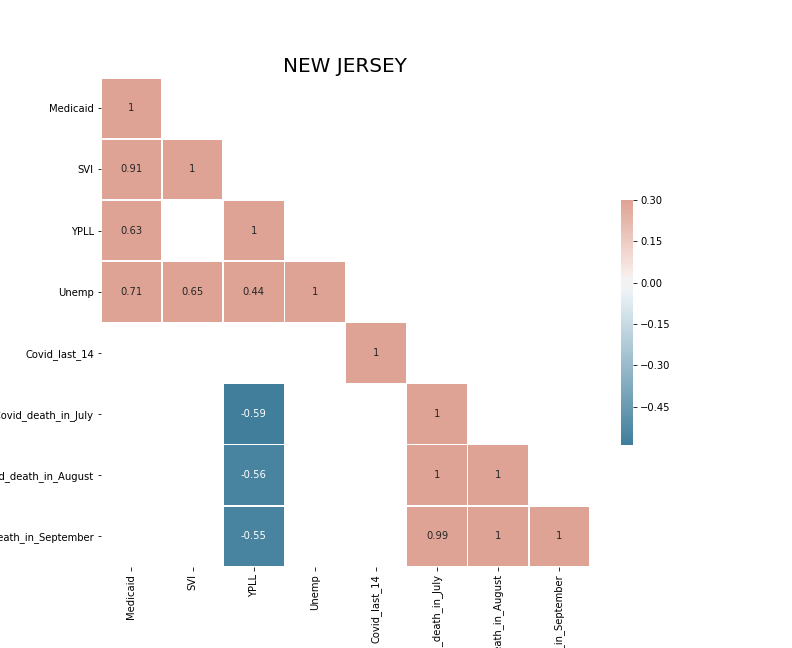 NEW JERSEY
Medicaid
1
SVI
0.91 1
YPLL
0.63 1
Unemp
0.71 0.65 0.44 1
Covid_last_14
1
Covid_death_in_July
-0.59 1
d_death_in_August
-0.56 1 1
eath_in_September
-0.55 0.99 1 1
0.30
0.15
0.00
−0.15
−0.30
−0.45
Medicaid
SVI
YPLL
Unemp
Covid_last_14
_death_in_July
eath_in_August
_in_September